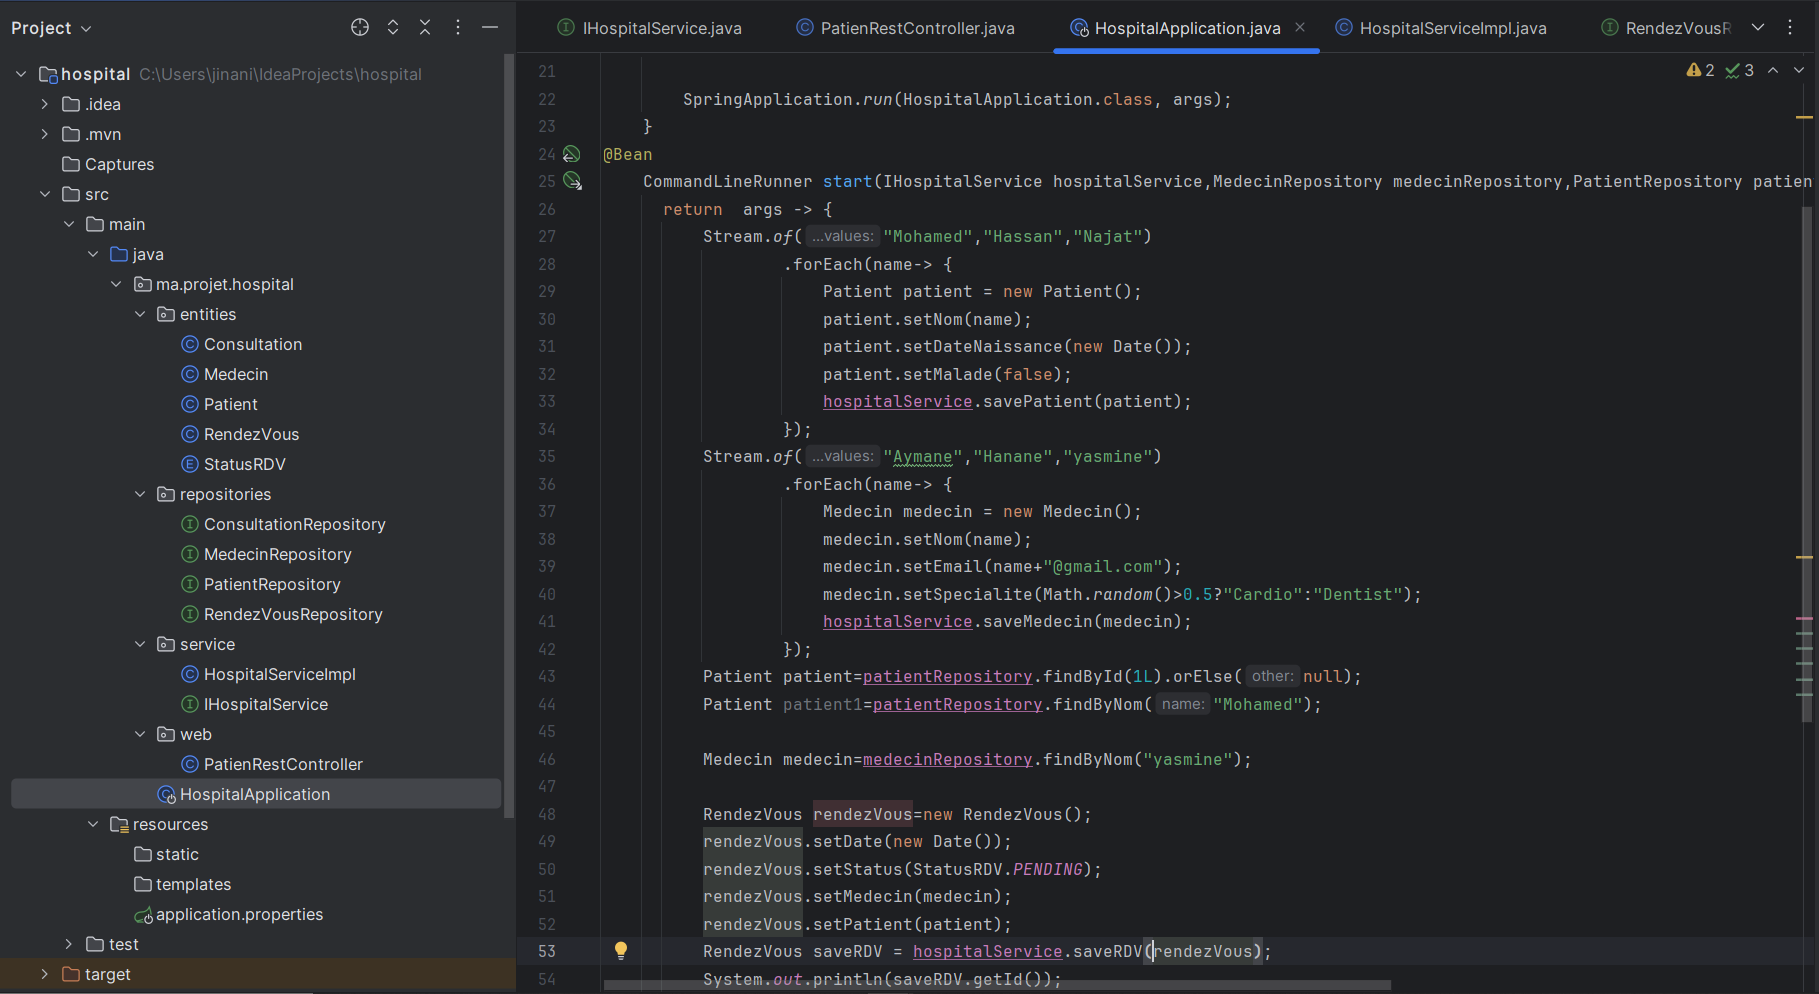 Project
hospital C:\Users\jinani\IdeaProjects\hospital
.idea
.mvn
Captures
src
main
java
ma.projet.hospital
entities
Consultation
Medecin
Patient
RendezVous
StatusRDV
repositories
ConsultationRepository
MedecinRepository
PatientRepository
RendezVousRepository
service
HospitalServiceImpl
IHospitalService
web
PatienRestController
HospitalApplication
resources
static
templates
application.properties
test
target
IHospitalService.java PatienRestController.java HospitalApplication.java HospitalServiceImpl.java RendezVousR
2 3
21
22 SpringApplication.run(HospitalApplication.class, args);
23 }
24 @Bean
25 CommandLineRunner start(IHospitalService hospitalService,MedecinRepository medecinRepository,PatientRepository patien
26 return args -> {
27 Stream.of( ...values: "Mohamed","Hassan","Najat")
28 .forEach(name-> {
29 Patient patient = new Patient();
30 patient.setNom(name);
31 patient.setDateNaissance(new Date());
32 patient.setMalade(false);
33 hospitalService.savePatient(patient);
34 });
35 Stream.of( ...values: "Aymane","Hanane","yasmine")
36 .forEach(name-> {
37 Medecin medecin = new Medecin();
38 medecin.setNom(name);
39 medecin.setEmail(name+"@gmail.com");
40 medecin.setSpecialite(Math.random()>0.5?"Cardio":"Dentist");
41 hospitalService.saveMedecin(medecin);
42 });
43 Patient patient=patientRepository.findById(1L).orElse( other: null);
44 Patient patient1=patientRepository.findByNom( name: "Mohamed");
45
46 Medecin medecin=medecinRepository.findByNom("yasmine");
47
48 RendezVous rendezVous=new RendezVous();
49 rendezVous.setDate(new Date());
50 rendezVous.setStatus(StatusRDV.PENDING);
51 rendezVous.setMedecin(medecin);
52 rendezVous.setPatient(patient);
53 RendezVous saveRDV = hospitalService.saveRDV(rendezVous);
54 System.out.println(saveRDV.getId());